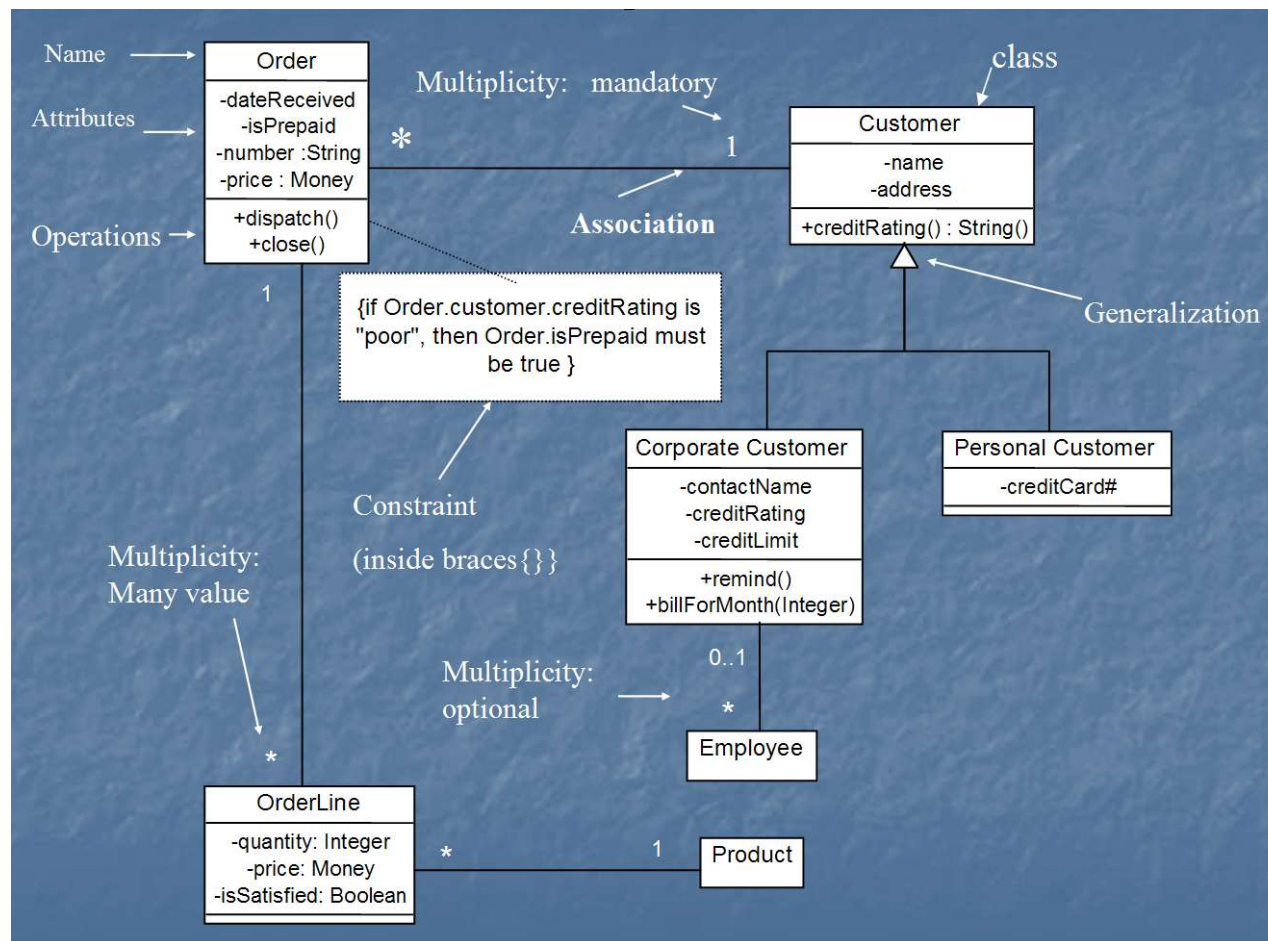 Name
Order
Attributes
-dateReceived
-isPrepaid
-number :String
-price : Money
Operations
+dispatch()
+close()
Multiplicity: mandatory
*
1
Association
class
Customer
-name
-address
+creditRating() : String()
Generalization
1
{if Order.customer.creditRating is
"poor", then Order.isPrepaid must
be true }
Constraint
(inside braces{}}
Corporate Customer
-contactName
-creditRating
-creditLimit
+remind()
+billForMonth(Integer)
Personal Customer
-creditCard#
Multiplicity:
Many value
*
Multiplicity:
optional
0..1
*
Employee
OrderLine
-quantity: Integer
-price: Money
-isSatisfied: Boolean
*
1
Product